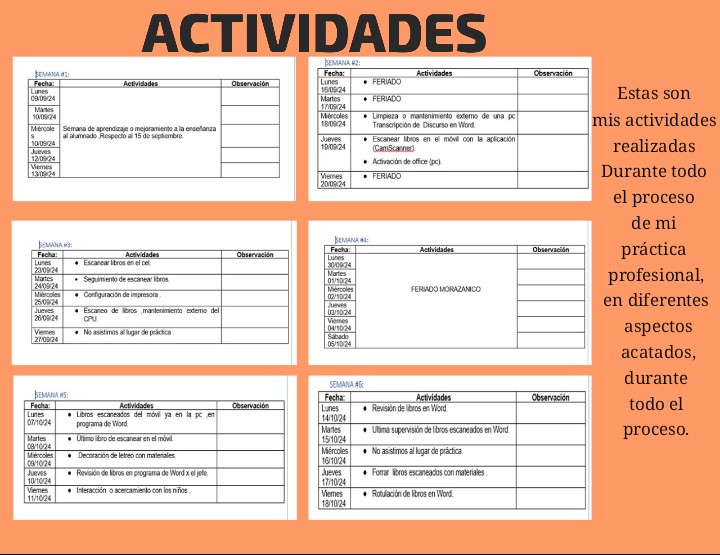 ACTIVIDADES
SEMANA #1:
Fecha: Actividades Observación
Lunes
09/09/24
Martes
10/09/24
Miércole
s
10/09/24
Semana de aprendizaje o mejoramiento a la enseñanza
al alumnado ,Respecto al 15 de septiembre.
Jueves
12/09/24
Viernes
13/09/24
SEMANA #2:
Fecha: Actividades Observación
Lunes
16/09/24
• FERIADO
Martes
17/09/24
• FERIADO
Miércoles
18/09/24
• Limpieza o mantenimiento externo de una pc
Transcripción de Discurso en Word.
Jueves
19/09/24
• Escanear libros en el móvil con la aplicación
(CamScanner).
• Activación de office (pc).
Viernes
20/09/24
• FERIADO
SEMANA #3:
Fecha: Actividades Observación
Lunes
23/09/24
• Escanear libros en el cel.
Martes
24/09/24
• Seguimiento de escanear libros.
Miércoles
25/09/24
• Configuración de impresora .
Jueves
26/09/24
• Escaneo de libros ,mantenimiento externo del
CPU.
Viernes
27/09/24
• No asistimos al lugar de práctica .
SEMANA #4:
Fecha: Actividades Observación
Lunes
30/09/24
Martes
01/10/24
Miércoles
02/10/24
FERIADO MORAZANICO
Jueves
03/10/24
Viernes
04/10/24
Sábado
05/10/24
SEMANA #5:
Fecha: Actividades Observación
Lunes
07/10/24
• Libros escaneados del móvil ya en la pc ,en
programa de Word.
Martes
08/10/24
• Último libro de escanear en el móvil.
Miércoles
09/10/24
• Decoración de letreo con materiales.
Jueves
10/10/24
• Revisión de libros en programa de Word x el jefe.
Viernes
11/10/24
• Interacción o acercamiento con los niños .
SEMANA #6:
Fecha: Actividades Observación
Lunes
14/10/24
• Revisión de libros en Word.
Martes
15/10/24
• Ultima supervisión de libros escaneados en Word.
Miércoles
16/10/24
• No asistimos al lugar de práctica.
Jueves
17/10/24
• Forrar libros escaneados con materiales .
Viernes
18/10/24
• Rotulación de libros en Word.
Estas son
mis actividades
realizadas
Durante todo
el proceso
de mi
práctica
profesional,
en diferentes
aspectos
acatados,
durante
todo el
proceso.